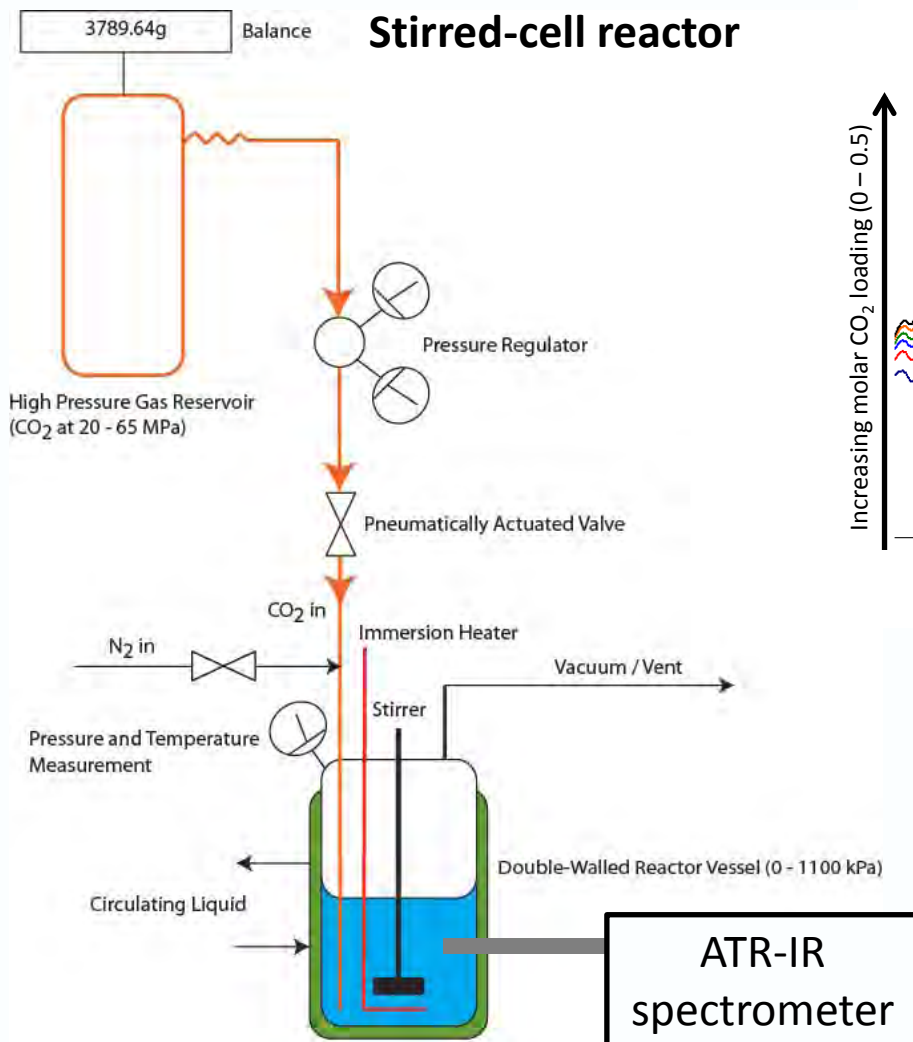 Stirred-cell reactor
3789.64g
Balance
High Pressure Gas Reservoir
(CO₂ at 20 - 65 MPa)
Pressure Regulator
Pneumatically Actuated Valve
CO₂ in
N₂ in
Immersion Heater
Vacuum / Vent
Stirrer
Pressure and Temperature
Measurement
Double-Walled Reactor Vessel (0 - 1100 kPa)
Circulating Liquid
ATR-IR
spectrometer
Increasing molar CO₂ loading (0 – 0.5)